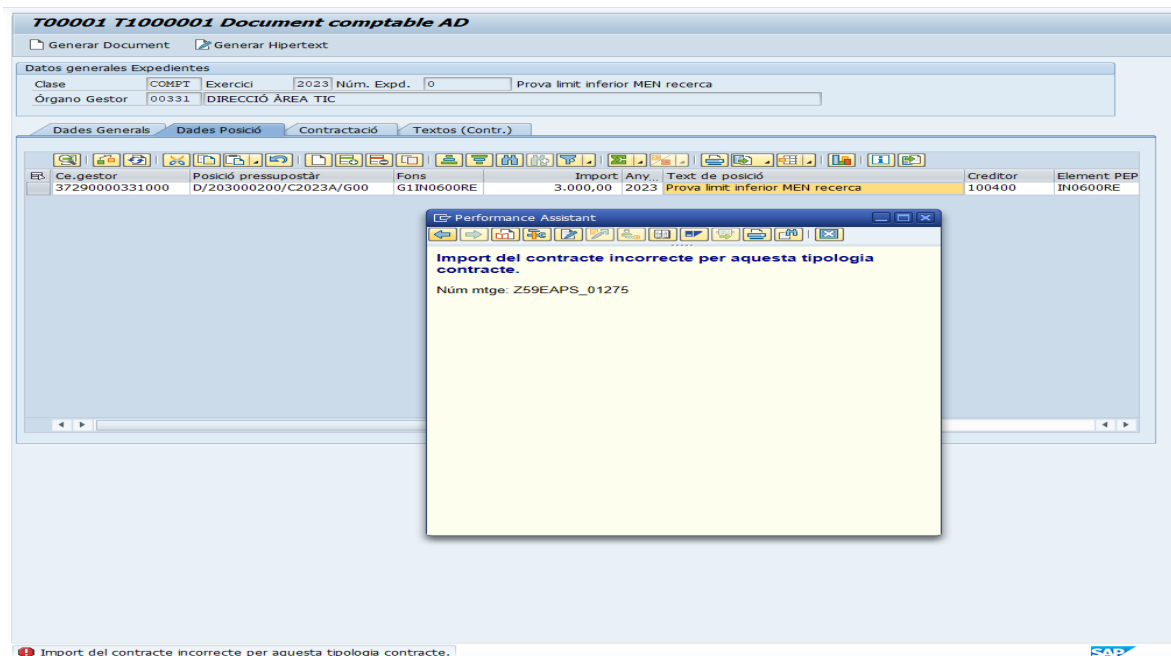 T00001 T1000001 Document comptable AD
Generar Document Generar Hipertext
Datos generales Expedientes
Clase COMPT Exercici 2023 Núm. Expd. 0 Prova limit inferior MEN recerca
Órgano Gestor 00331 DIRECCIÓ ÀREA TIC
Dades Generals Dades Posició Contractació Textos (Contr.)
Ce.gestor Posició pressupostàr Fons Import Any... Text de posició Creditor Element PEP
37290000331000 D/203000200/C2023A/G00 G1IN0600RE 3.000,00 2023 Prova limit inferior MEN recerca 100400 IN0600RE
Performance Assistant
Import del contracte incorrecte per aquesta tipologia
contracte.
Núm mtge: Z59EAPS_01275
Import del contracte incorrecte per aquesta tipologia contracte.
SAP